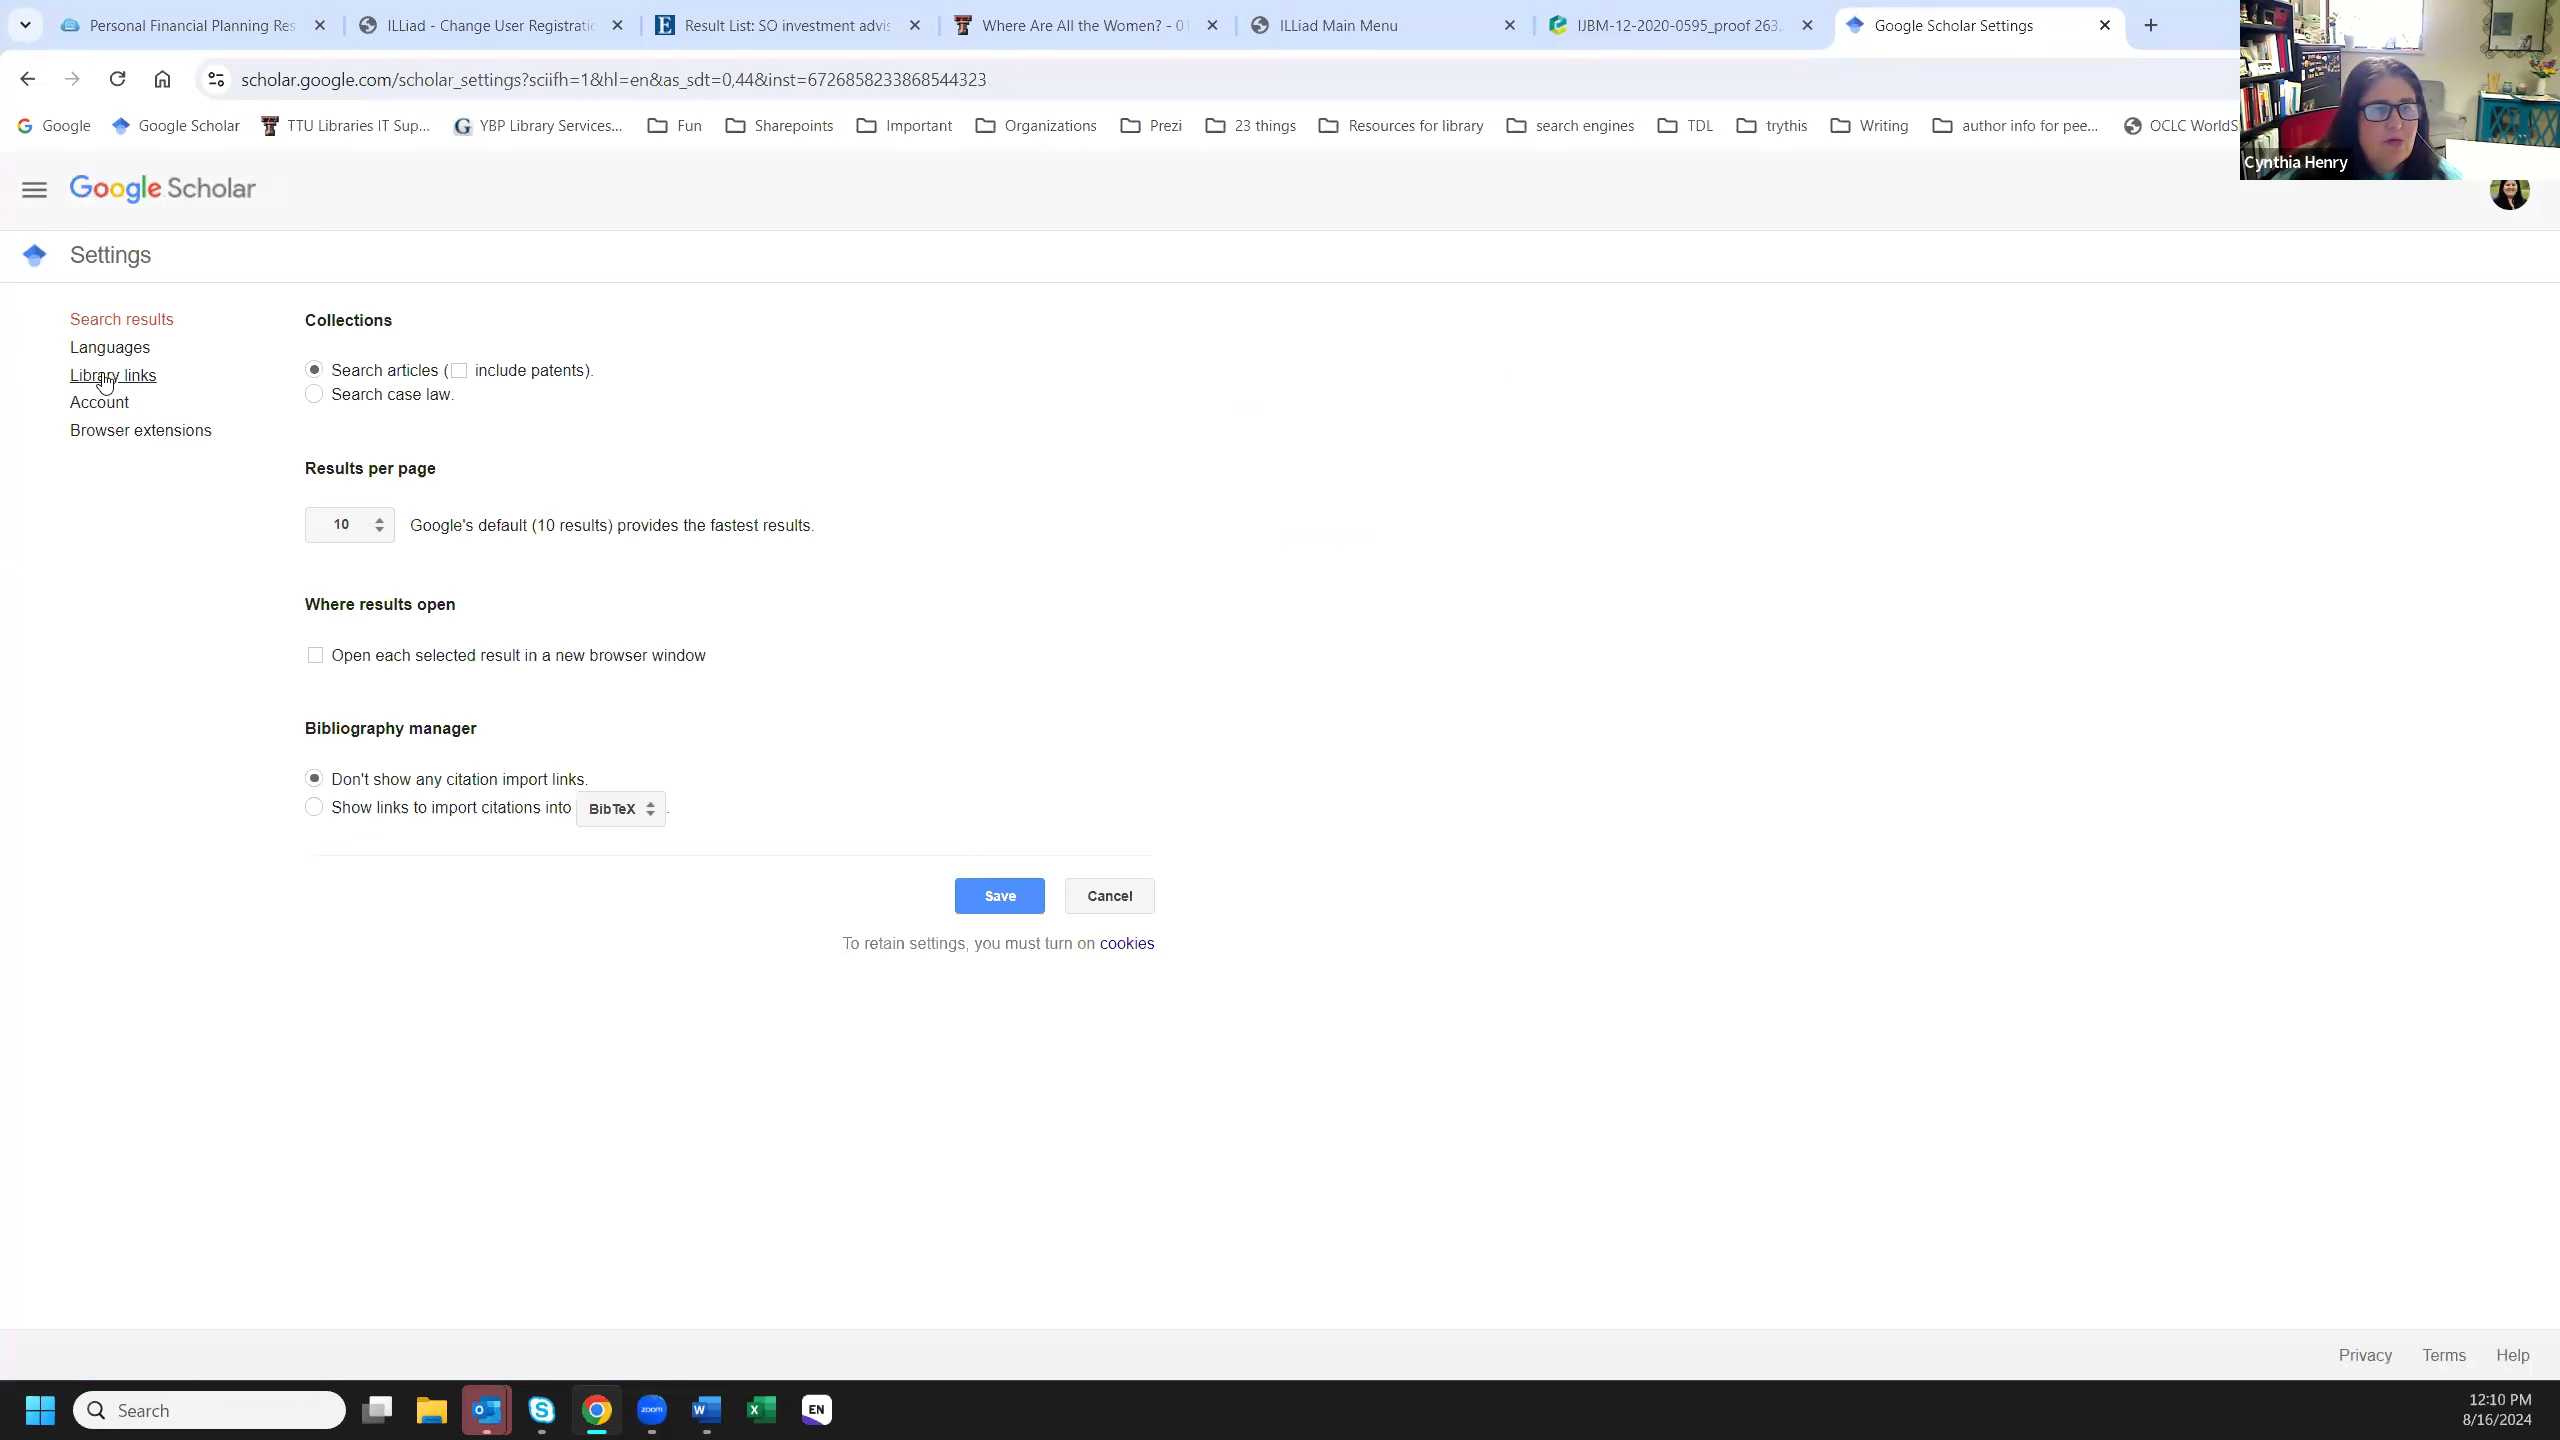 Personal Financial Planning Res
ILLiad - Change User Registratic
Result List: SO investment advis
Where Are All the Women? - 01
ILLiad Main Menu
IJBM-12-2020-0595_proof 263..
Google Scholar Settings
scholar.google.com/scholar_settings?sciifh=1&hl=en&as_sdt=0,44&inst=6726858233868544323
Google
Google Scholar
TTU Libraries IT Sup...
YBP Library Services...
Fun
Sharepoints
Important
Organizations
Prezi
23 things
Resources for library
search engines
TDL
trythis
Writing
author info for pee...
OCLC WorldS
Cynthia Henry
Google Scholar
Settings
Search results
Languages
Library links
Account
Browser extensions
Collections
Search articles ( include patents).
Search case law.
Results per page
10 Google's default (10 results) provides the fastest results.
Where results open
Open each selected result in a new browser window
Bibliography manager
Don't show any citation import links.
Show links to import citations into BibTeX .
Save Cancel
To retain settings, you must turn on cookies
Privacy Terms Help
Search
zoom
EN
12:10 PM
8/16/2024